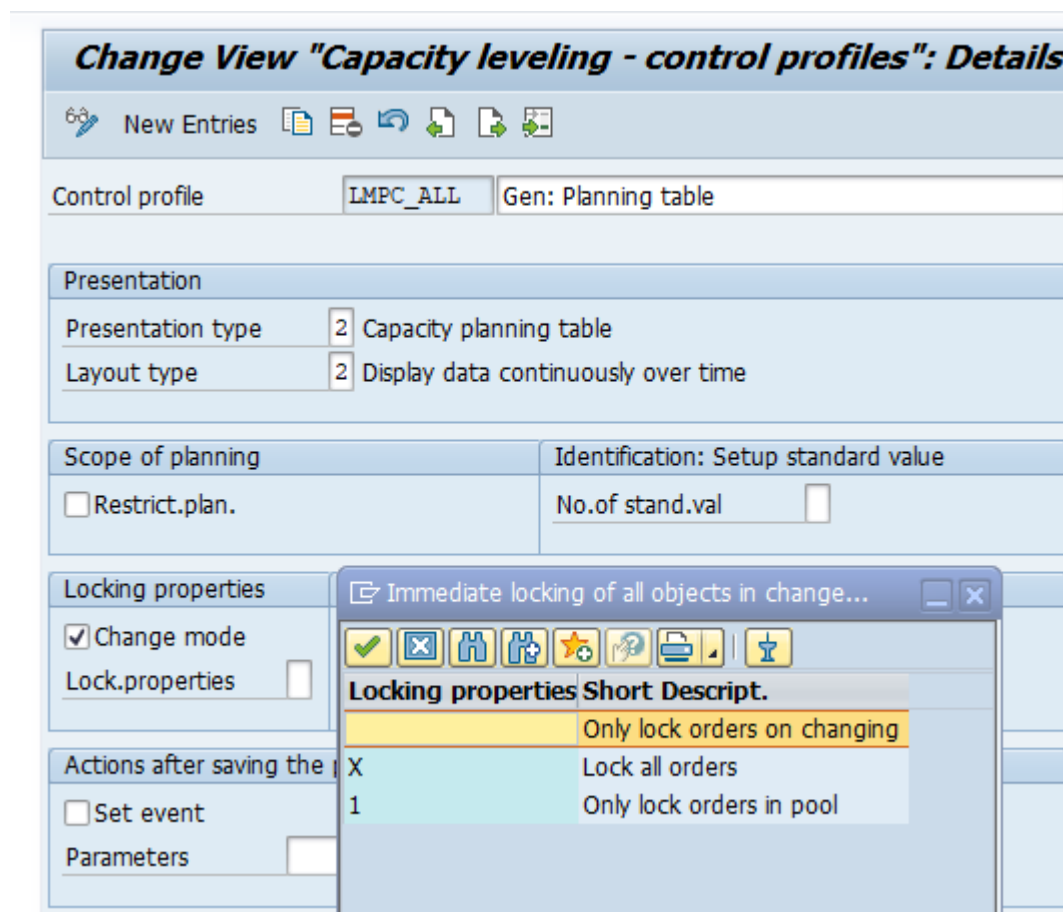 Change View "Capacity leveling - control profiles": Details
New Entries
Control profile LMPC_ALL Gen: Planning table
Presentation
Presentation type 2 Capacity planning table
Layout type 2 Display data continuously over time
Scope of planning Identification: Setup standard value
Restrict.plan. No.of stand.val
Locking properties Immediate locking of all objects in change...
Change mode
Lock.properties Locking properties Short Descript.
Only lock orders on changing
Actions after saving the X Lock all orders
Set event 1 Only lock orders in pool
Parameters